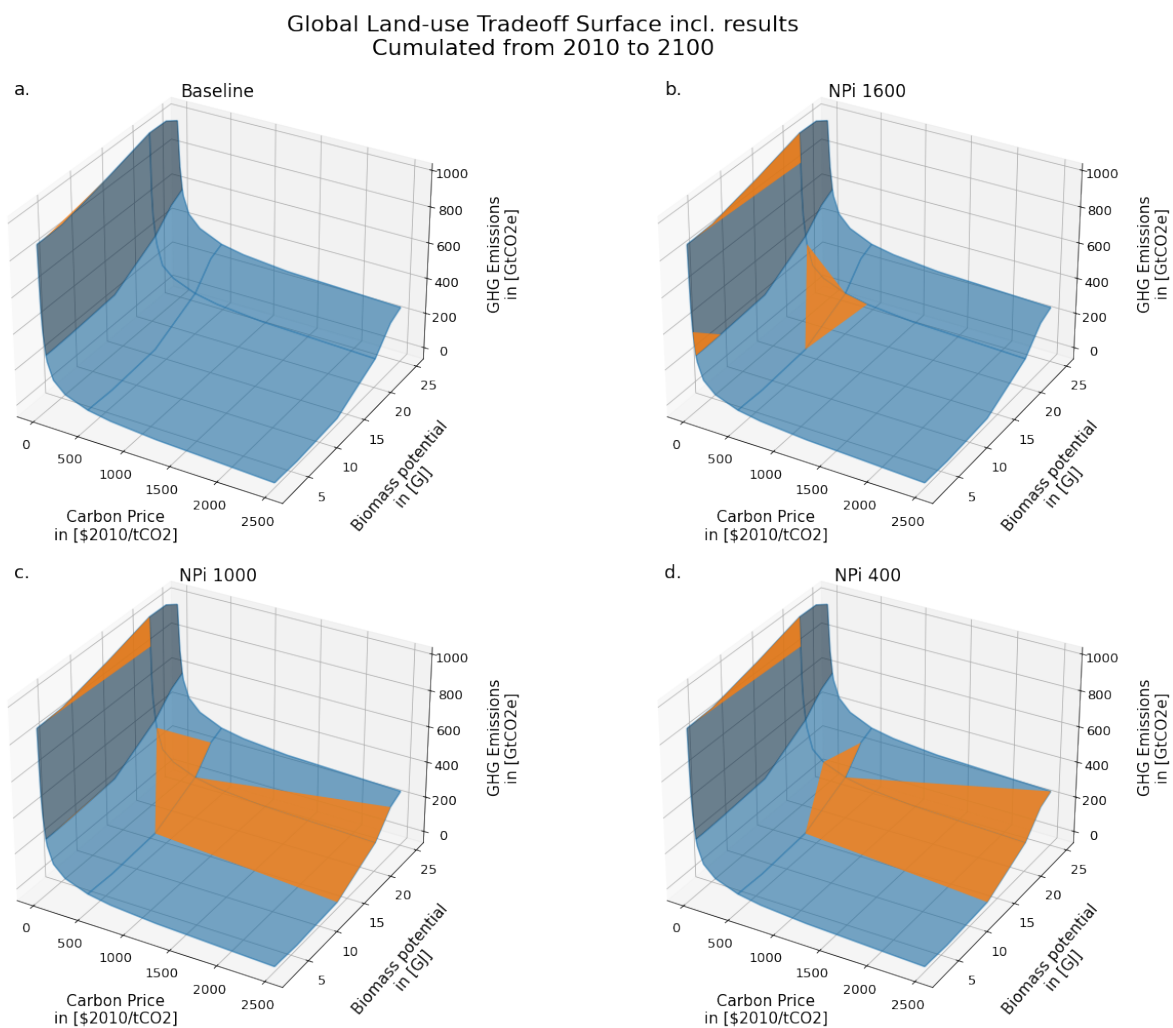 Global Land-use Tradeoff Surface incl. results
Cumulated from 2010 to 2100
a.
Baseline
1000
800
600
400
200
0
GHG Emissions
in [GtCO2e]
25
20
15
10
5
Biomass potential
in [GJ]
0
500
1000
1500
2000
2500
Carbon Price
in [$2010/tCO2]
b.
NPi 1600
1000
800
600
400
200
0
GHG Emissions
in [GtCO2e]
25
20
15
10
5
Biomass potential
in [GJ]
0
500
1000
1500
2000
2500
Carbon Price
in [$2010/tCO2]
c.
NPi 1000
1000
800
600
400
200
0
GHG Emissions
in [GtCO2e]
25
20
15
10
5
Biomass potential
in [GJ]
0
500
1000
1500
2000
2500
Carbon Price
in [$2010/tCO2]
d.
NPi 400
1000
800
600
400
200
0
GHG Emissions
in [GtCO2e]
25
20
15
10
5
Biomass potential
in [GJ]
0
500
1000
1500
2000
2500
Carbon Price
in [$2010/tCO2]